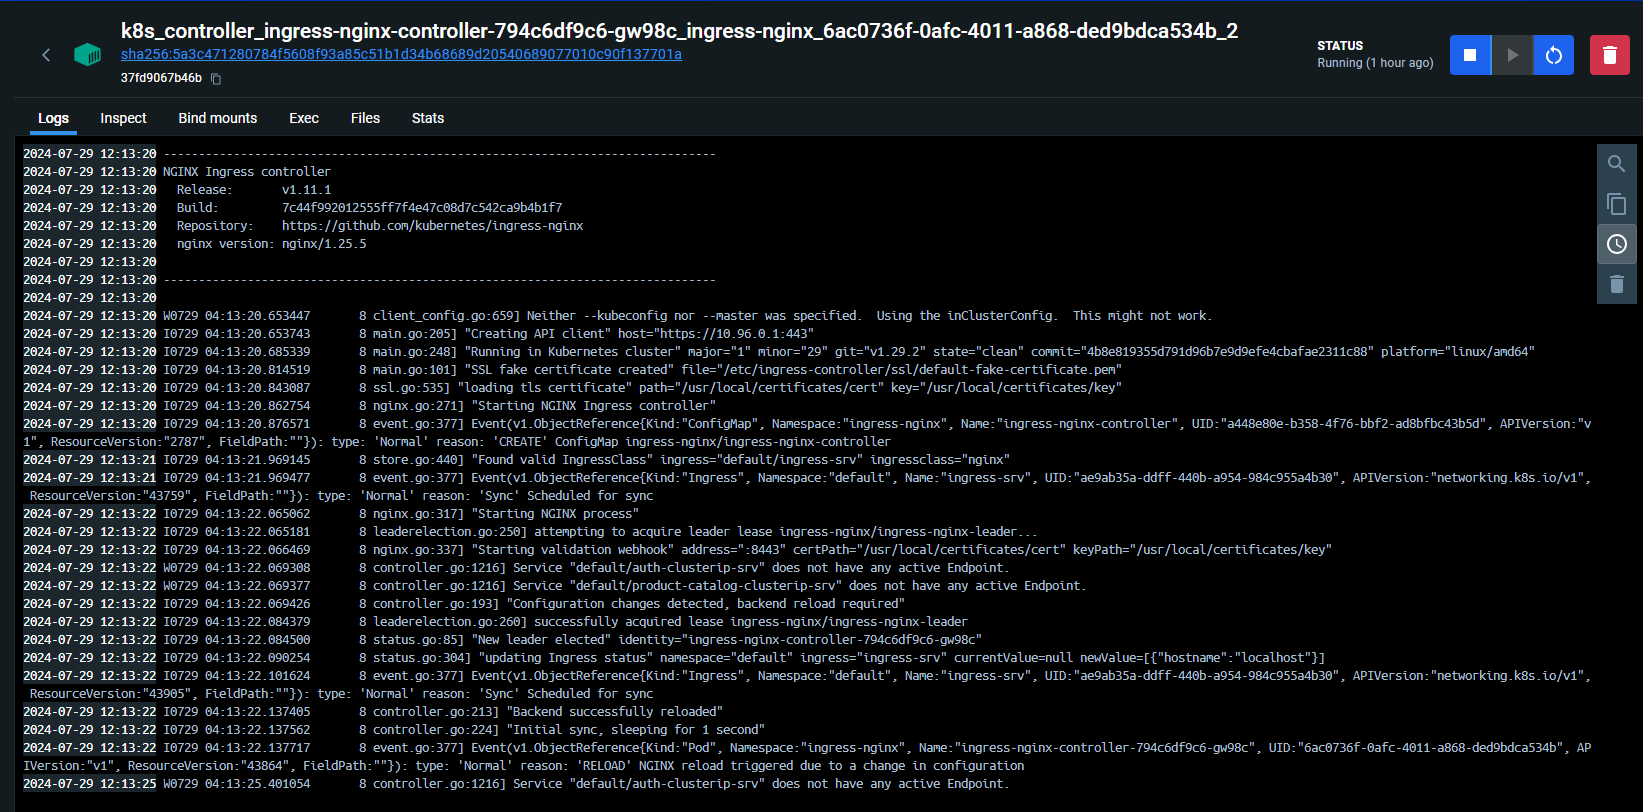 k8s_controller_ingress-nginx-controller-794c6df9c6-gw98c_ingress-nginx_6ac0736f-0afc-4011-a868-ded9bdca534b_2
sha256:5a3c471280784f5608f93a85c51b1d34b68689d20540689077010c90f137701a
37fd9067b46b
STATUS
Running (1 hour ago)
Logs Inspect Bind mounts Exec Files Stats
2024-07-29 12:13:20 -------------------------------------------------------------------------------
2024-07-29 12:13:20 NGINX Ingress controller
2024-07-29 12:13:20   Release:       v1.11.1
2024-07-29 12:13:20   Build:         7c44f992012555ff7f4e47c08d7c542ca9b4b1f7
2024-07-29 12:13:20   Repository:    https://github.com/kubernetes/ingress-nginx
2024-07-29 12:13:20   nginx version: nginx/1.25.5
2024-07-29 12:13:20
2024-07-29 12:13:20 -------------------------------------------------------------------------------
2024-07-29 12:13:20
2024-07-29 12:13:20 W0729 04:13:20.653447       8 client_config.go:659] Neither --kubeconfig nor --master was specified.  Using the inClusterConfig.  This might not work.
2024-07-29 12:13:20 I0729 04:13:20.653743       8 main.go:205] "Creating API client" host="https://10.96.0.1:443"
2024-07-29 12:13:20 I0729 04:13:20.685339       8 main.go:248] "Running in Kubernetes cluster" major="1" minor="29" git="v1.29.2" state="clean" commit="4b8e819355d791d96b7e9d9efe4cbafae2311c88" platform="linux/amd64"
2024-07-29 12:13:20 I0729 04:13:20.814519       8 main.go:101] "SSL fake certificate created" file="/etc/ingress-controller/ssl/default-fake-certificate.pem"
2024-07-29 12:13:20 I0729 04:13:20.843087       8 ssl.go:535] "loading tls certificate" path="/usr/local/certificates/cert" key="/usr/local/certificates/key"
2024-07-29 12:13:20 I0729 04:13:20.862754       8 nginx.go:271] "Starting NGINX Ingress controller"
2024-07-29 12:13:20 I0729 04:13:20.876571       8 event.go:377] Event(v1.ObjectReference{Kind:"ConfigMap", Namespace:"ingress-nginx", Name:"ingress-nginx-controller", UID:"a448e80e-b358-4f76-bbf2-ad8bfbc43b5d", APIVersion:"v
1", ResourceVersion:"2787", FieldPath:""}): type: 'Normal' reason: 'CREATE' ConfigMap ingress-nginx/ingress-nginx-controller
2024-07-29 12:13:21 I0729 04:13:21.969145       8 store.go:440] "Found valid IngressClass" ingress="default/ingress-srv" ingressclass="nginx"
2024-07-29 12:13:21 I0729 04:13:21.969477       8 event.go:377] Event(v1.ObjectReference{Kind:"Ingress", Namespace:"default", Name:"ingress-srv", UID:"ae9ab35a-ddff-440b-a954-984c955a4b30", APIVersion:"networking.k8s.io/v1",
 ResourceVersion:"43759", FieldPath:""}): type: 'Normal' reason: 'Sync' Scheduled for sync
2024-07-29 12:13:22 I0729 04:13:22.065062       8 nginx.go:317] "Starting NGINX process"
2024-07-29 12:13:22 I0729 04:13:22.065181       8 leaderelection.go:250] attempting to acquire leader lease ingress-nginx/ingress-nginx-leader...
2024-07-29 12:13:22 I0729 04:13:22.066469       8 nginx.go:337] "Starting validation webhook" address=":8443" certPath="/usr/local/certificates/cert" keyPath="/usr/local/certificates/key"
2024-07-29 12:13:22 W0729 04:13:22.069308       8 controller.go:1216] Service "default/auth-clusterip-srv" does not have any active Endpoint.
2024-07-29 12:13:22 W0729 04:13:22.069377       8 controller.go:1216] Service "default/product-catalog-clusterip-srv" does not have any active Endpoint.
2024-07-29 12:13:22 I0729 04:13:22.069426       8 controller.go:193] "Configuration changes detected, backend reload required"
2024-07-29 12:13:22 I0729 04:13:22.084379       8 leaderelection.go:260] successfully acquired lease ingress-nginx/ingress-nginx-leader
2024-07-29 12:13:22 I0729 04:13:22.084500       8 status.go:85] "New leader elected" identity="ingress-nginx-controller-794c6df9c6-gw98c"
2024-07-29 12:13:22 I0729 04:13:22.090254       8 status.go:304] "updating Ingress status" namespace="default" ingress="ingress-srv" currentValue=null newValue=[{"hostname":"localhost"}]
2024-07-29 12:13:22 I0729 04:13:22.101624       8 event.go:377] Event(v1.ObjectReference{Kind:"Ingress", Namespace:"default", Name:"ingress-srv", UID:"ae9ab35a-ddff-440b-a954-984c955a4b30", APIVersion:"networking.k8s.io/v1",
 ResourceVersion:"43905", FieldPath:""}): type: 'Normal' reason: 'Sync' Scheduled for sync
2024-07-29 12:13:22 I0729 04:13:22.137405       8 controller.go:213] "Backend successfully reloaded"
2024-07-29 12:13:22 I0729 04:13:22.137562       8 controller.go:224] "Initial sync, sleeping for 1 second"
2024-07-29 12:13:22 I0729 04:13:22.137717       8 event.go:377] Event(v1.ObjectReference{Kind:"Pod", Namespace:"ingress-nginx", Name:"ingress-nginx-controller-794c6df9c6-gw98c", UID:"6ac0736f-0afc-4011-a868-ded9bdca534b", AP
IVersion:"v1", ResourceVersion:"43864", FieldPath:""}): type: 'Normal' reason: 'RELOAD' NGINX reload triggered due to a change in configuration
2024-07-29 12:13:25 W0729 04:13:25.401054       8 controller.go:1216] Service "default/auth-clusterip-srv" does not have any active Endpoint.